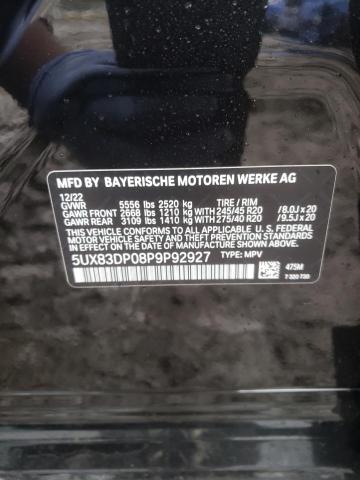 MFD BY BAYERISCHE MOTOREN WERKE AG
12/22
GVWR 5556 lbs 2520 kg TIRE / RIM
GAWR FRONT 2668 lbs 1210 kg WITH 245/45 R20 /8.0J x 20
GAWR REAR 3109 lbs 1410 kg WITH 275/40 R20 /9.5J x 20
THIS VEHICLE CONFORMS TO ALL APPLICABLE U. S. FEDERAL
MOTOR VEHICLE SAFETY STANDARDS IN EFFECT ON THE DATE
OF MANUFACTURE SHOWN ABOVE.
5UX83DP08P9P92927 TYPE: MPV
475M
7 320 730